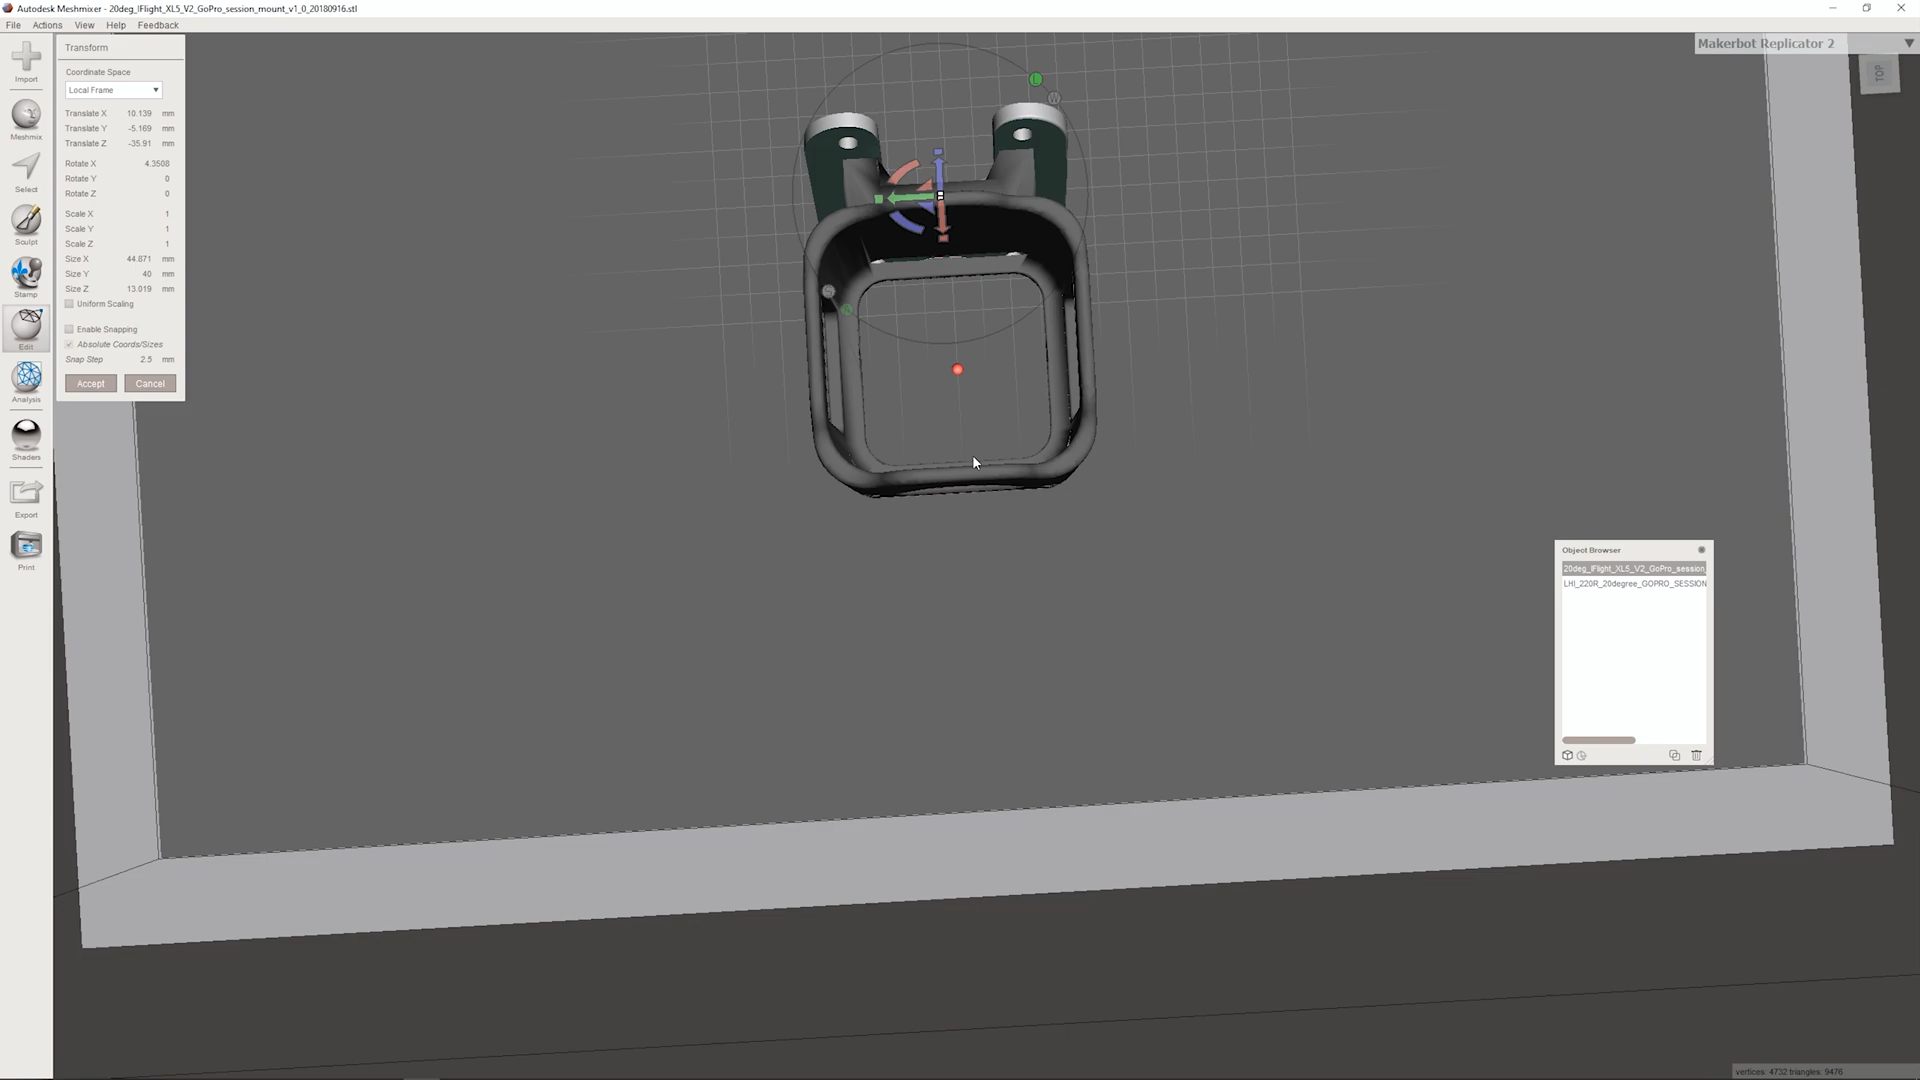 Autodesk Meshmixer - 20deg_IFlight_XL5_V2_GoPro_session_mount_v1_0_20180916.stl
File Actions View Help Feedback
Makerbot Replicator 2
TOP
Import
Meshmix
Select
Sculpt
Stamp
Edit
Analysis
Shaders
Export
Print
Transform
Coordinate Space
Local Frame
Translate X 10.139 mm
Translate Y -5.169 mm
Translate Z -35.91 mm
Rotate X 4.3508
Rotate Y 0
Rotate Z 0
Scale X 1
Scale Y 1
Scale Z 1
Size X 44.871 mm
Size Y 40 mm
Size Z 13.019 mm
Uniform Scaling
Enable Snapping
Absolute Coords/Sizes
Snap Step 2.5 mm
Accept Cancel
L
W
S
Object Browser
20deg_IFlight_XL5_V2_GoPro_session_
LHI_220R_20degree_GOPRO_SESSION
vertices: 4732 triangles: 9476